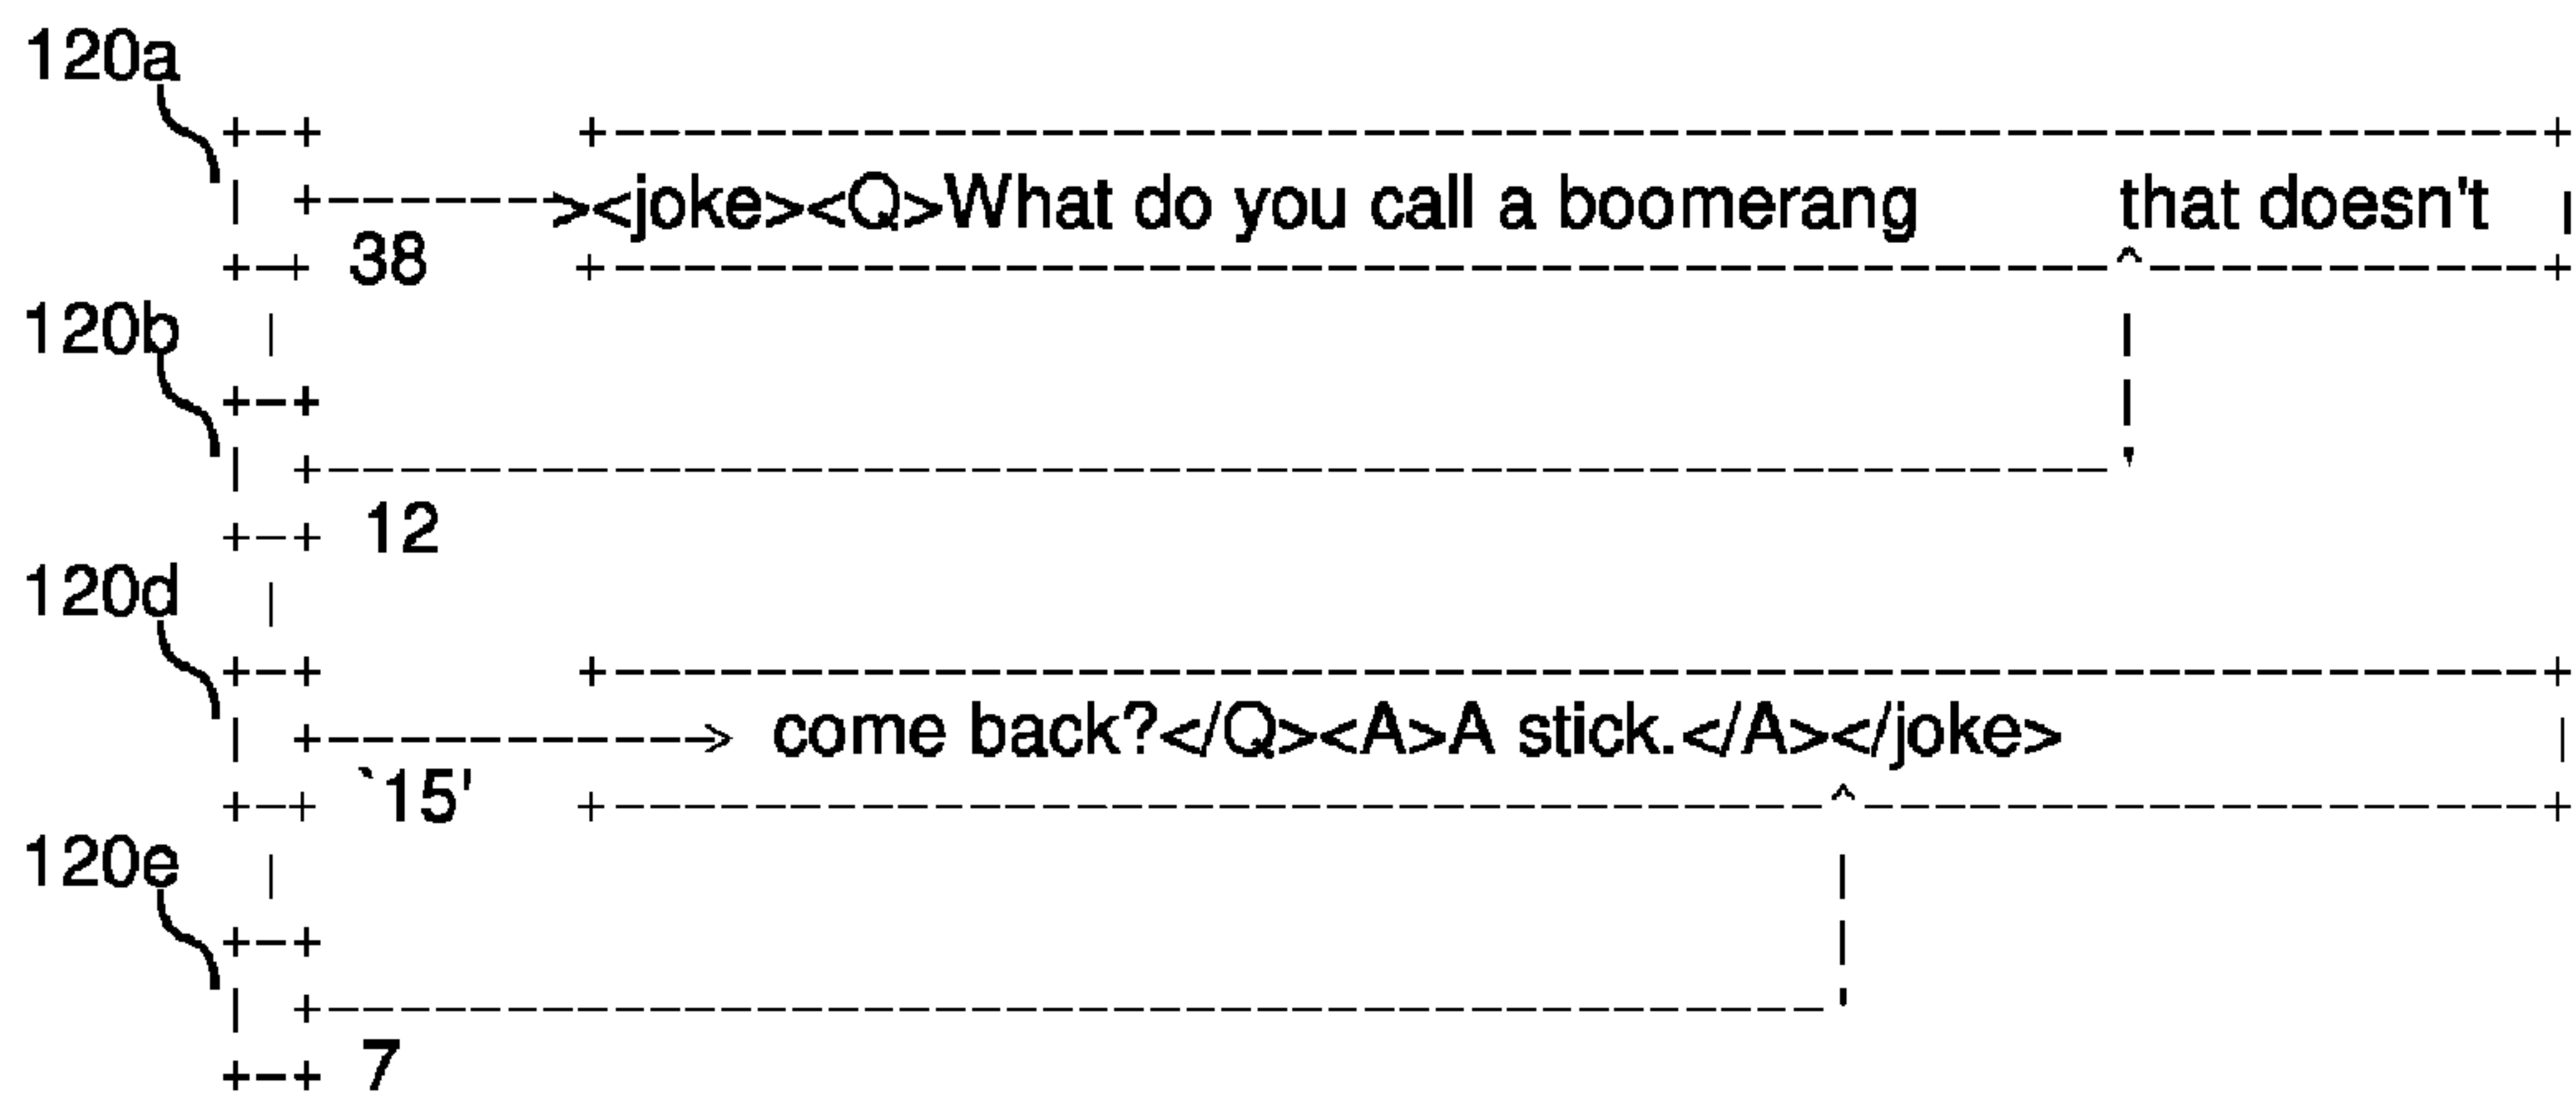 120a
><joke><Q>What do you call a boomerang that doesn't
38
120b
12
120d
come back?</Q><A>A stick.</A></joke>
`15'
120e
7